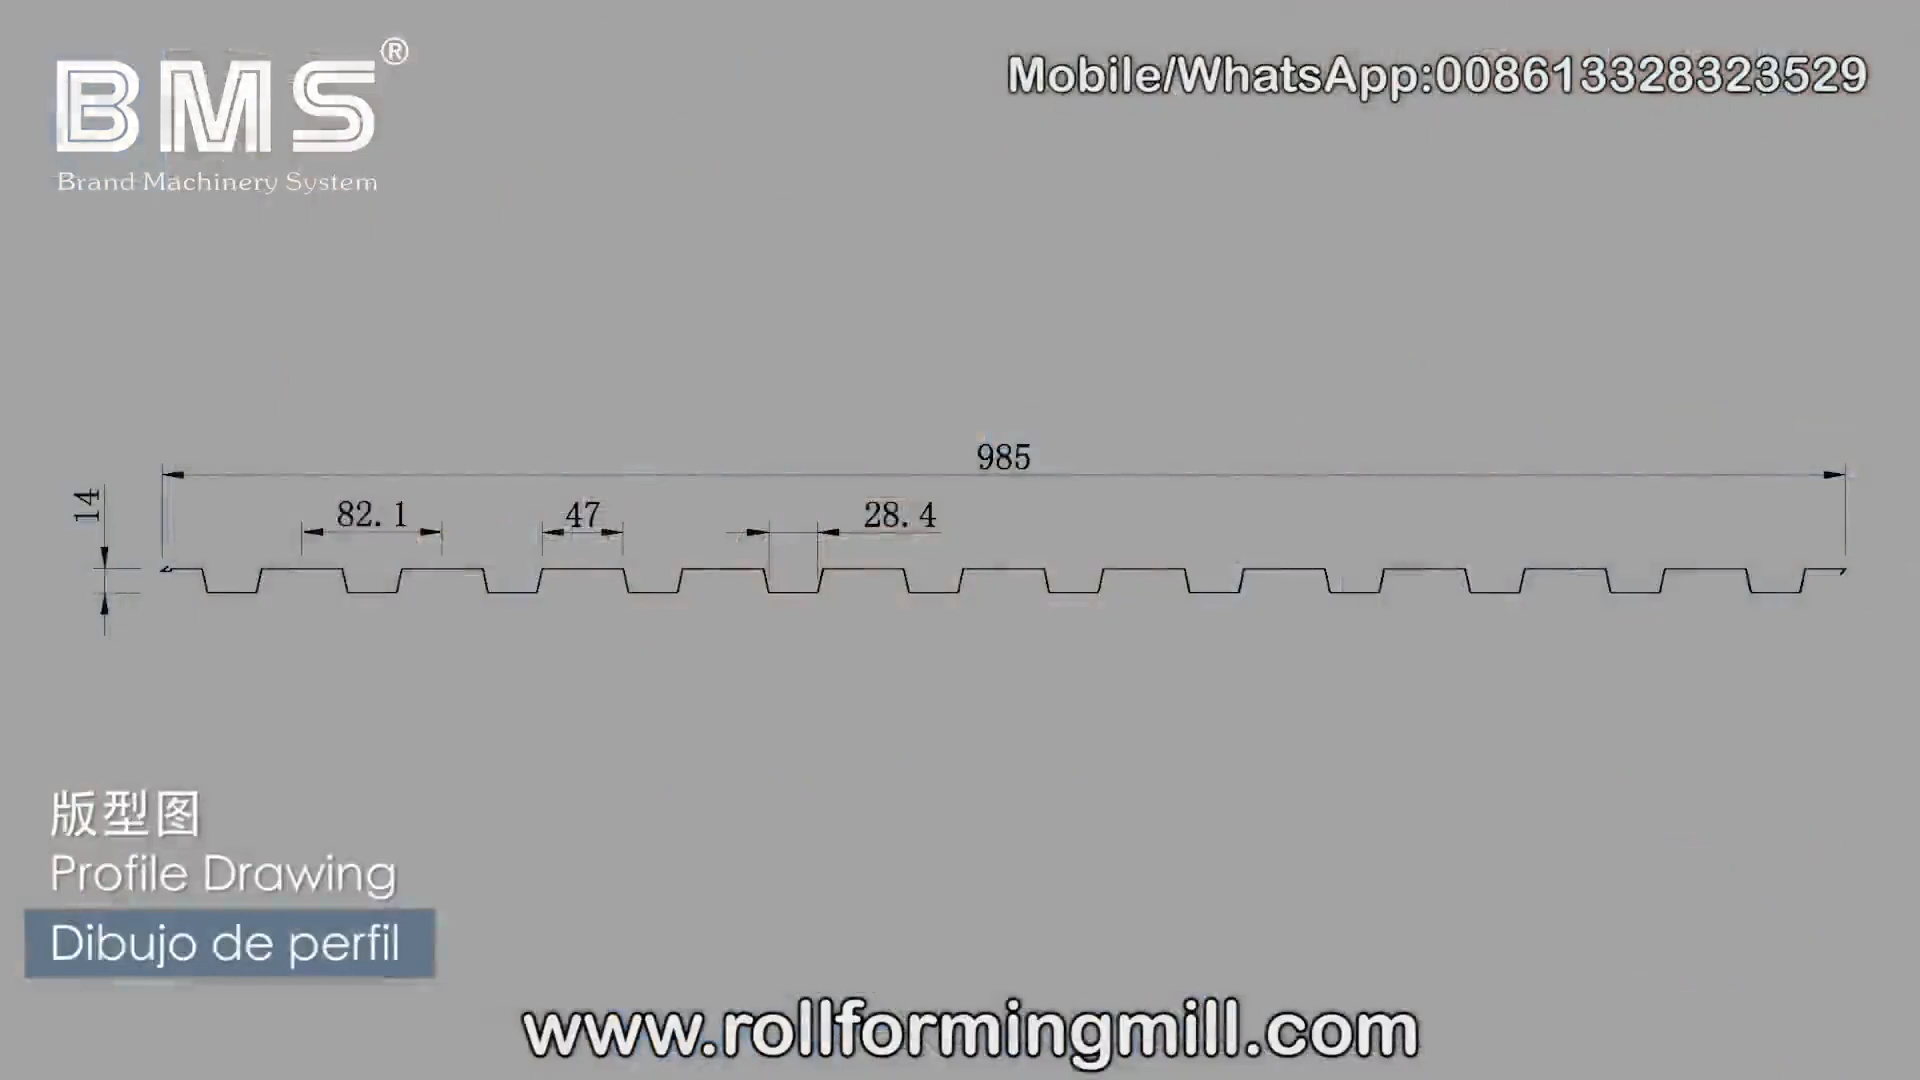 BMS®
Brand Machinery System
Mobile/WhatsApp:008613328323529
985
14
82.1
47
28.4
版型图
Profile Drawing
Dibujo de perfil
www.rollformingmill.com